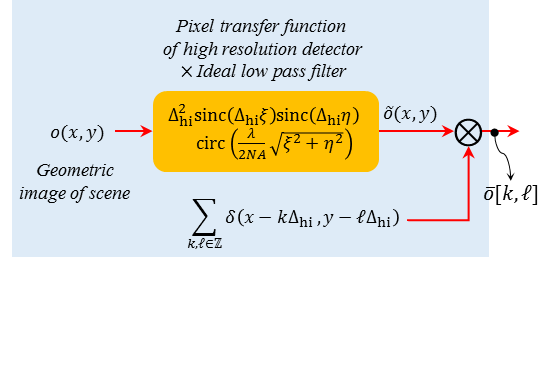 Pixel transfer function
of high resolution detector
× Ideal low pass filter
Δ²hi sinc(Δhiξ)sinc(Δhiη)
circ (λ/2NA √ξ² + η²)
o(x, y)
õ(x, y)
Geometric
image of scene
∑ k,ℓ∈ℤ δ(x − kΔhi , y − ℓΔhi)
ō[k, ℓ]